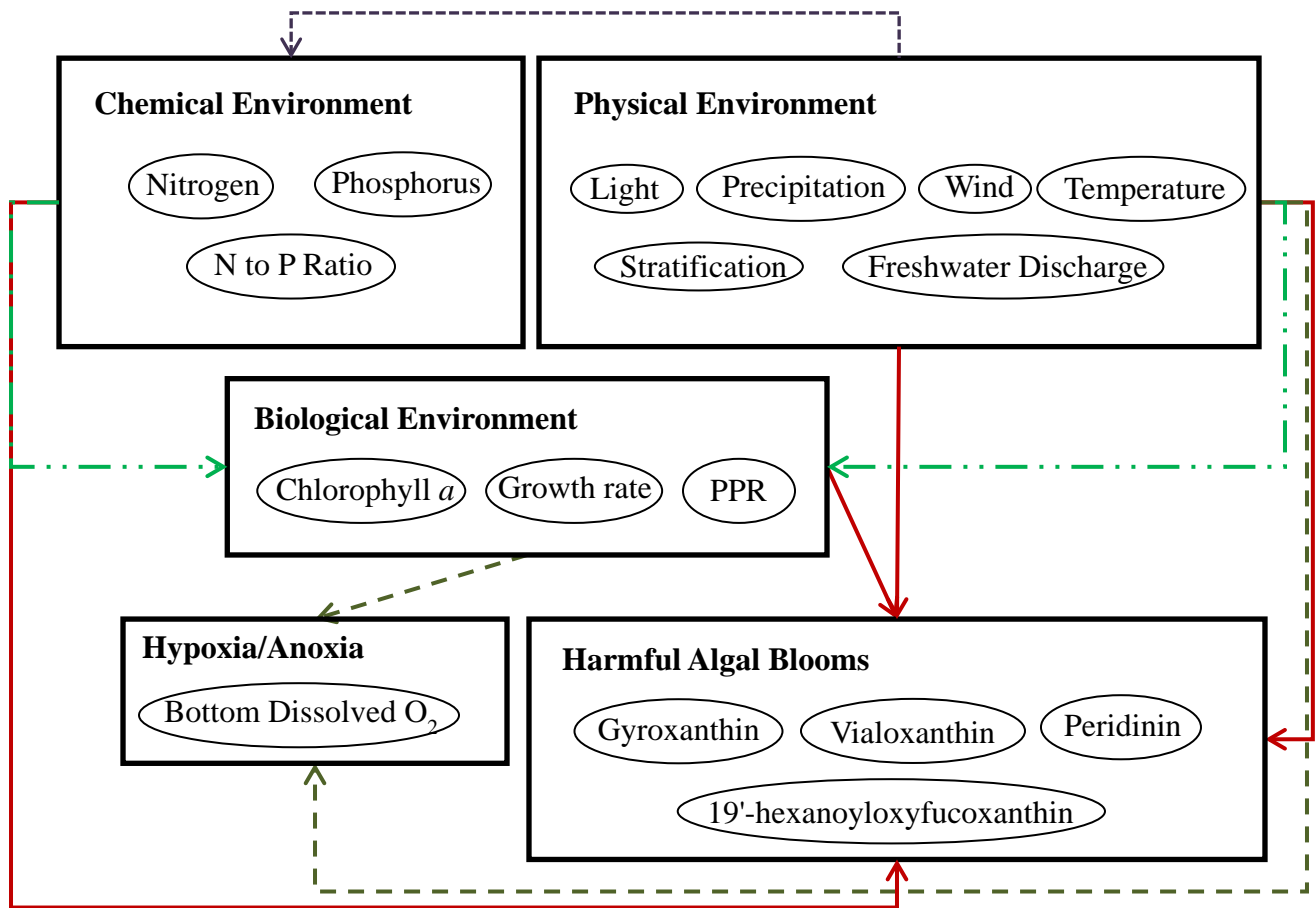 Chemical Environment
Nitrogen
Phosphorus
N to P Ratio
Physical Environment
Light
Precipitation
Wind
Temperature
Stratification
Freshwater Discharge
Biological Environment
Chlorophyll a
Growth rate
PPR
Hypoxia/Anoxia
Bottom Dissolved O2
Harmful Algal Blooms
Gyroxanthin
Vialoxanthin
Peridinin
19'-hexanoyloxyfucoxanthin